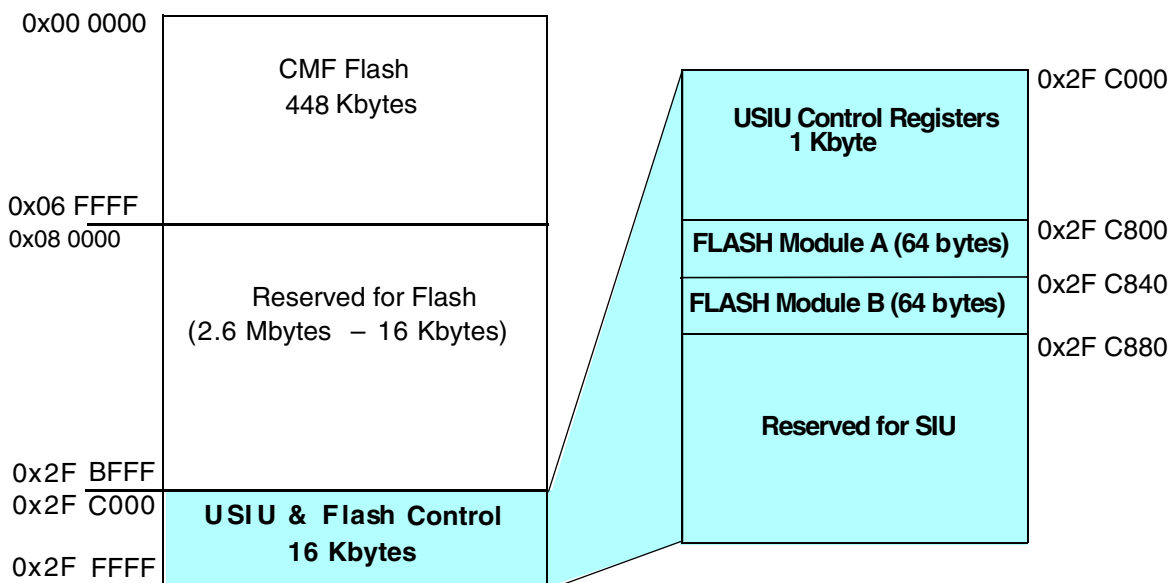 0x00 0000
CMF Flash
448 Kbytes
0x06 FFFF
0x08 0000
Reserved for Flash
(2.6 Mbytes – 16 Kbytes)
0x2F BFFF
0x2F C000
USIU & Flash Control
16 Kbytes
0x2F FFFF
0x2F C000
USIU Control Registers
1 Kbyte
0x2F C800
FLASH Module A (64 bytes)
0x2F C840
FLASH Module B (64 bytes)
0x2F C880
Reserved for SIU